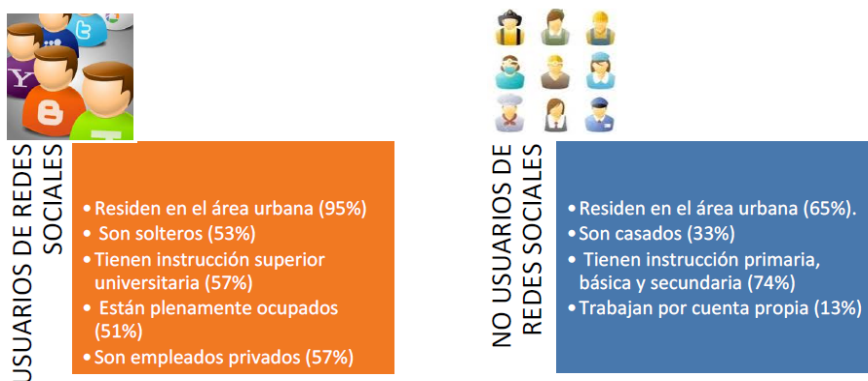 USUARIOS DE REDES
SOCIALES
• Residen en el área urbana (95%)
• Son solteros (53%)
• Tienen instrucción superior
universitaria (57%)
• Están plenamente ocupados
(51%)
• Son empleados privados (57%)
NO USUARIOS DE
REDES SOCIALES
• Residen en el área urbana (65%).
• Son casados (33%)
• Tienen instrucción primaria,
básica y secundaria (74%)
• Trabajan por cuenta propia (13%)